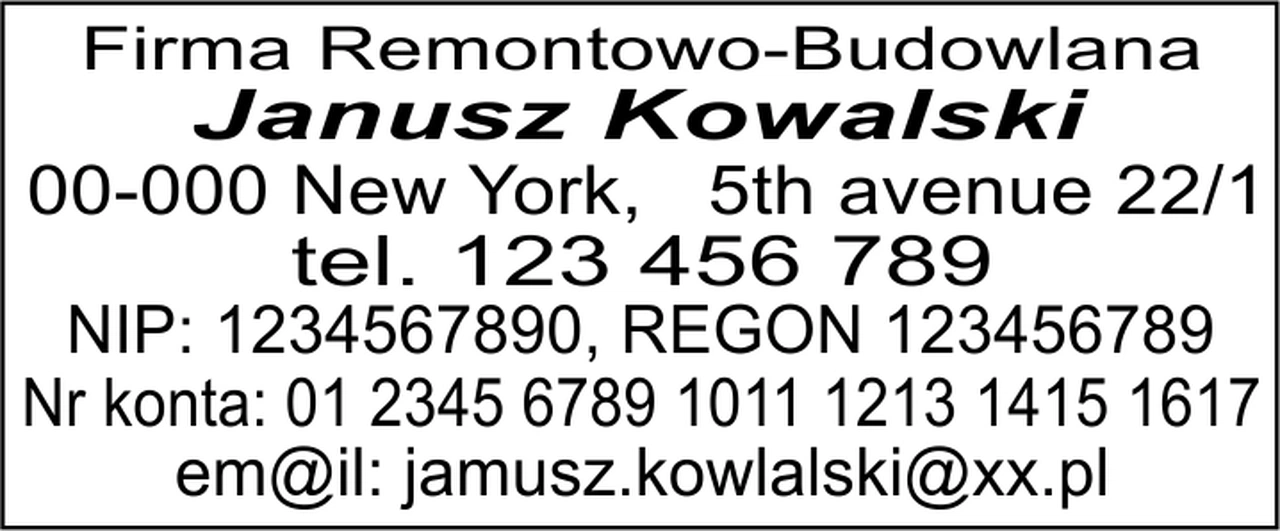 Firma Remontowo-Budowlana
Janusz Kowalski
00-000 New York, 5th avenue 22/1
tel. 123 456 789
NIP: 1234567890, REGON 123456789
Nr konta: 01 2345 6789 1011 1213 1415 1617
em@il: jamusz.kowlalski@xx.pl